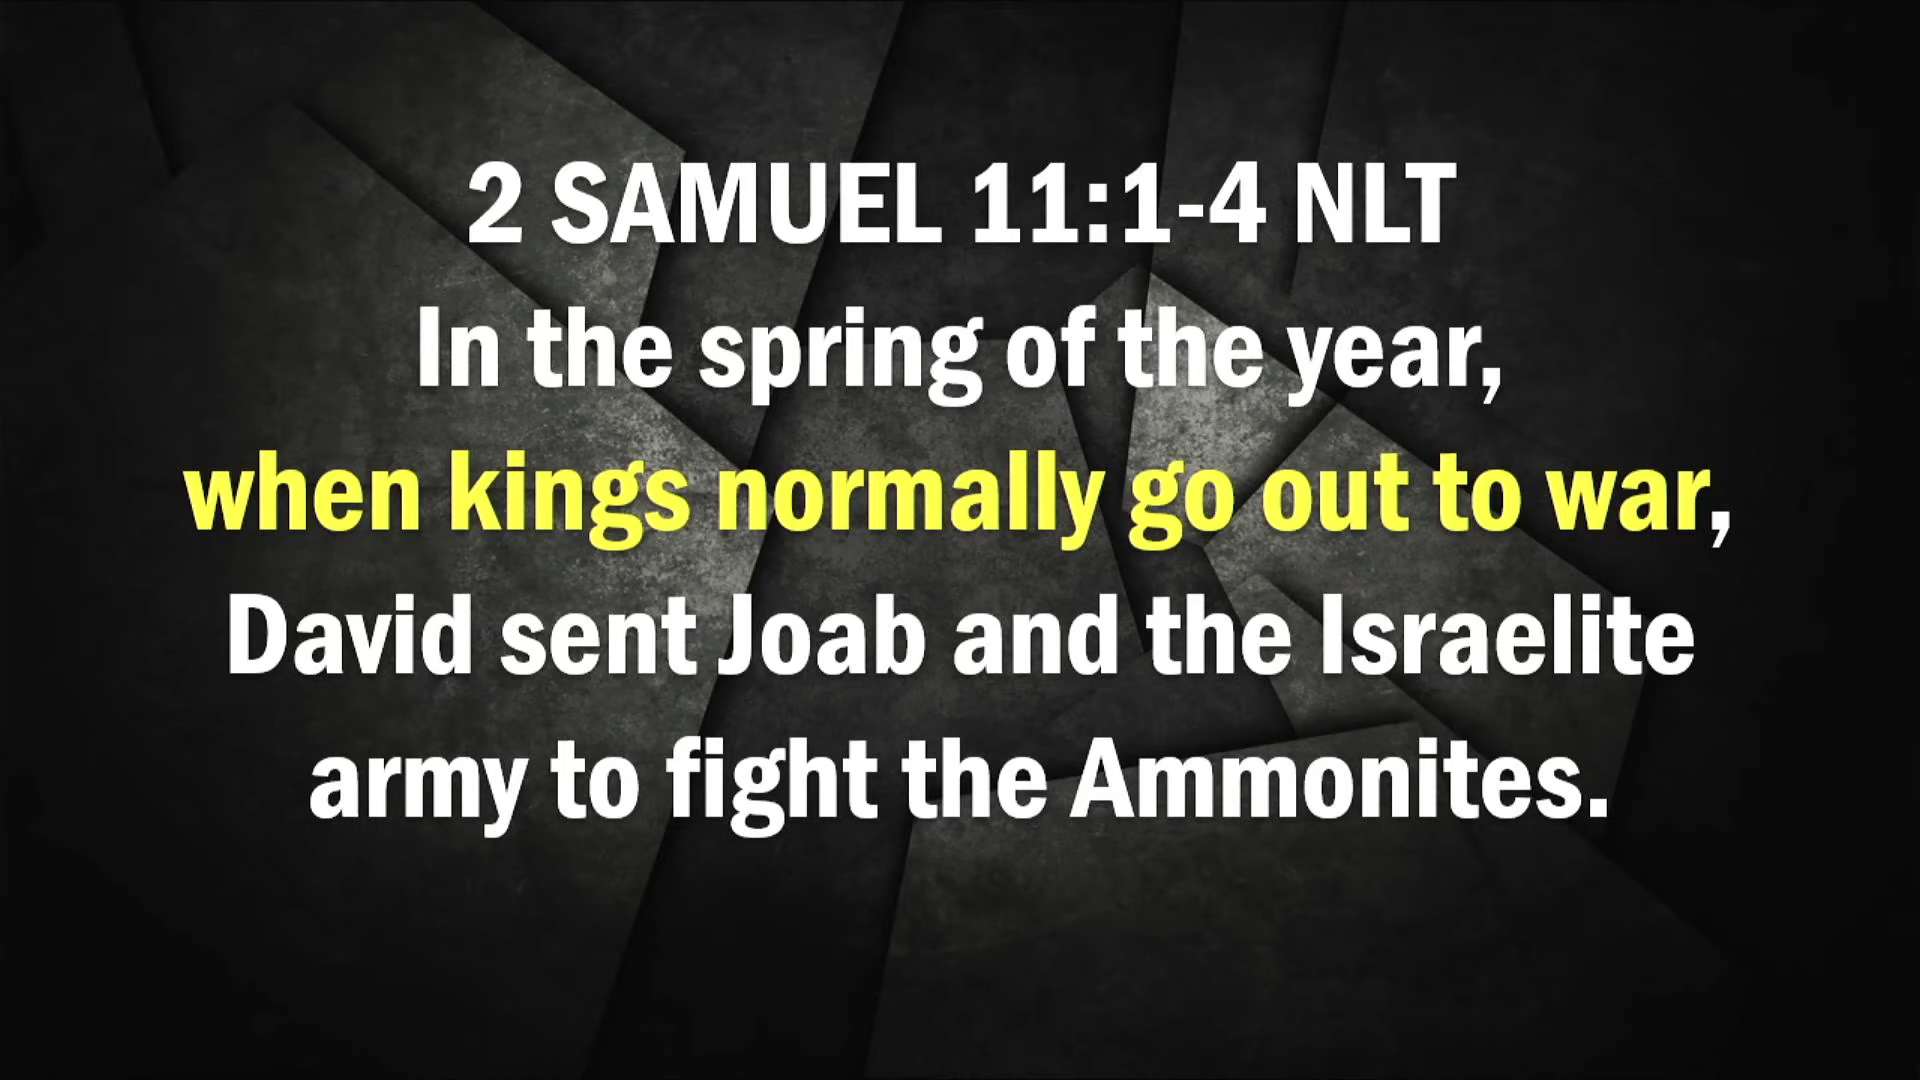 2 SAMUEL 11:1-4 NLT
In the spring of the year,
when kings normally go out to war,
David sent Joab and the Israelite
army to fight the Ammonites.